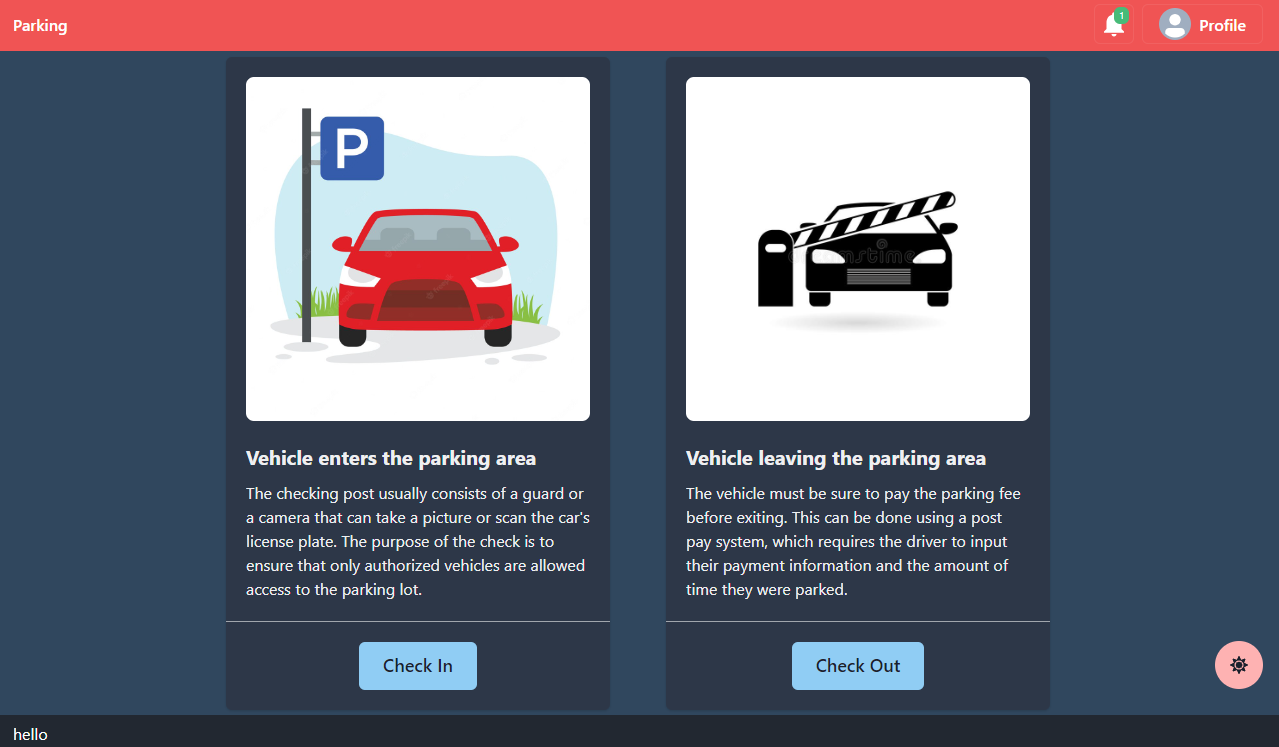 Parking
1
Profile
P
dreamstime
Vehicle enters the parking area
The checking post usually consists of a guard or
a camera that can take a picture or scan the car's
license plate. The purpose of the check is to
ensure that only authorized vehicles are allowed
access to the parking lot.
Check In
Vehicle leaving the parking area
The vehicle must be sure to pay the parking fee
before exiting. This can be done using a post
pay system, which requires the driver to input
their payment information and the amount of
time they were parked.
Check Out
hello